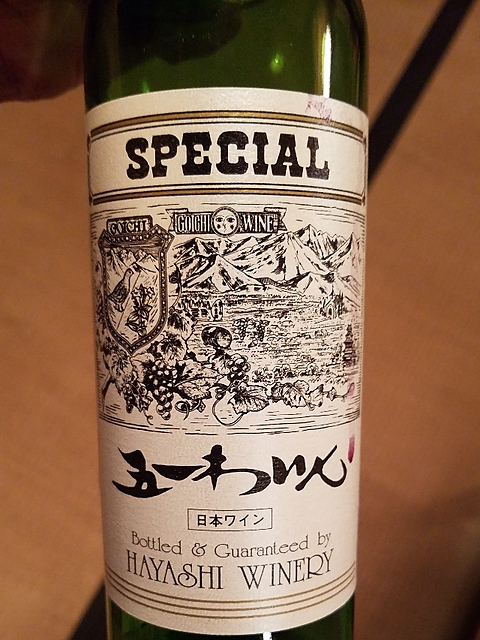 SPECIAL
GOICHI
GOICHI WINE
五一わいん
日本ワイン
Bottled & Guaranteed by
HAYASHI WINERY